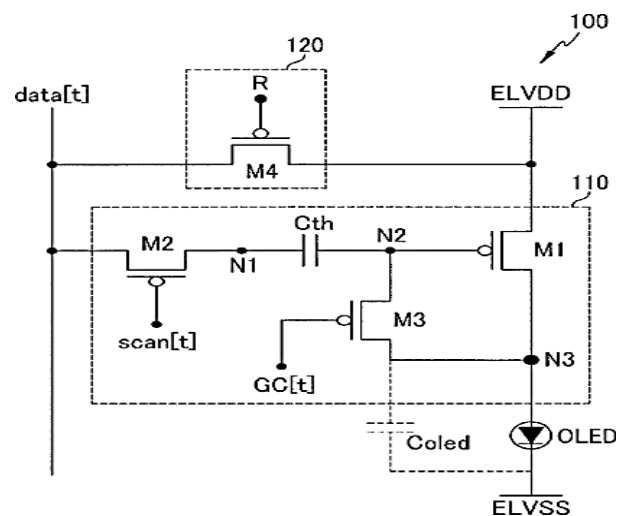 100
120
data[t]
R
ELVDD
M4
110
Cth
M2
N2
M1
N1
M3
scan[t]
N3
GC[t]
Coled
OLED
ELVSS